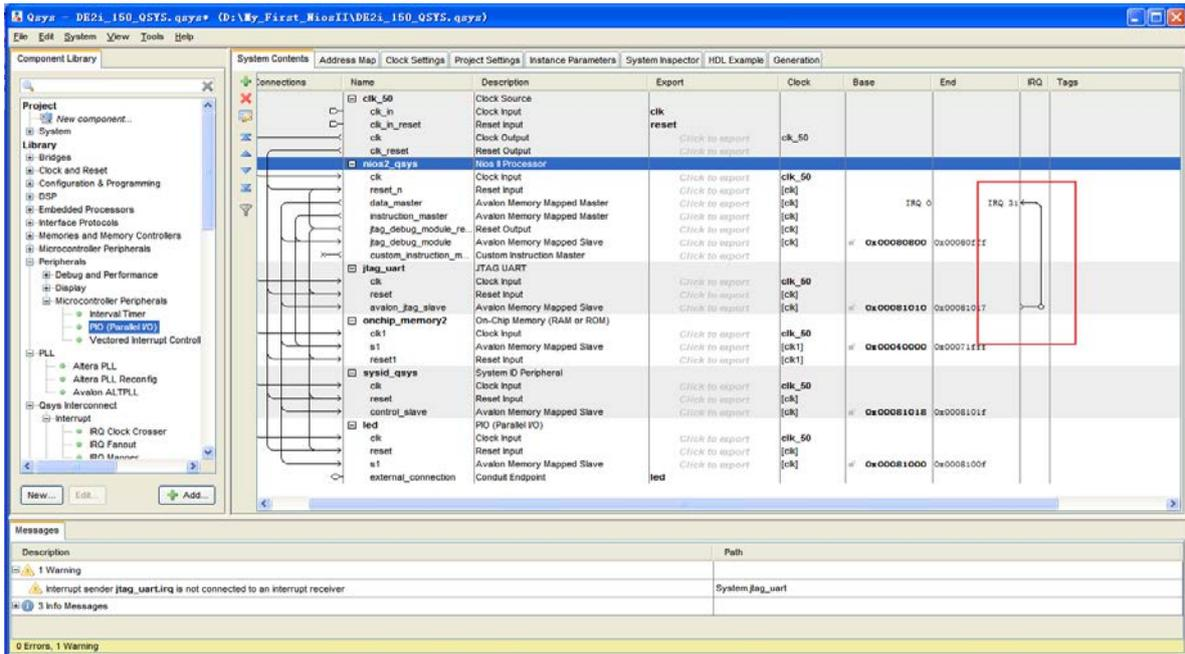 Qsys - DE2i_150_QSYS.qsys* (D:\My_First_NiosII\DE2i_150_QSYS.qsys)
File Edit System View Tools Help
Component Library
Project
New component...
System
Library
Bridges
Clock and Reset
Configuration & Programming
DSP
Embedded Processors
Interface Protocols
Memories and Memory Controllers
Microcontroller Peripherals
Peripherals
Debug and Performance
Display
Microcontroller Peripherals
Interval Timer
PIO (Parallel I/O)
Vectored Interrupt Controll
PLL
Altera PLL
Altera PLL Reconfig
Avalon ALTPLL
Qsys Interconnect
Interrupt
IRQ Clock Crosser
IRQ Fanout
IRQ Mapper
New... Edit... Add...
System Contents Address Map Clock Settings Project Settings Instance Parameters System Inspector HDL Example Generation
Connections Name Description Export Clock Base End IRQ Tags
clk_50 Clock Source
clk_in Clock Input clk
clk_in_reset Reset Input reset
clk Clock Output Click to export clk_50
clk_reset Reset Output Click to export
nios2_qsys Nios II Processor
clk Clock Input Click to export clk_50
reset_n Reset Input Click to export [clk]
data_master Avalon Memory Mapped Master Click to export [clk] IRQ 0 IRQ 31
instruction_master Avalon Memory Mapped Master Click to export [clk]
jtag_debug_module_re... Reset Output Click to export [clk]
jtag_debug_module Avalon Memory Mapped Slave Click to export [clk] 0x00080800 0x00080fff
custom_instruction_m... Custom Instruction Master Click to export
jtag_uart JTAG UART
clk Clock Input Click to export clk_50
reset Reset Input Click to export [clk]
avalon_jtag_slave Avalon Memory Mapped Slave Click to export [clk] 0x00081010 0x00081017
onchip_memory2 On-Chip Memory (RAM or ROM)
clk1 Clock Input Click to export clk_50
s1 Avalon Memory Mapped Slave Click to export [clk1] 0x00040000 0x00071fff
reset1 Reset Input Click to export [clk1]
sysid_qsys System ID Peripheral
clk Clock Input Click to export clk_50
reset Reset Input Click to export [clk]
control_slave Avalon Memory Mapped Slave Click to export [clk] 0x00081018 0x0008101f
led PIO (Parallel I/O)
clk Clock Input Click to export clk_50
reset Reset Input Click to export [clk]
s1 Avalon Memory Mapped Slave Click to export [clk] 0x00081000 0x0008100f
external_connection Conduit Endpoint led
Messages
Description Path
1 Warning
Interrupt sender jtag_uart.irq is not connected to an interrupt receiver System.jtag_uart
3 Info Messages
0 Errors, 1 Warning